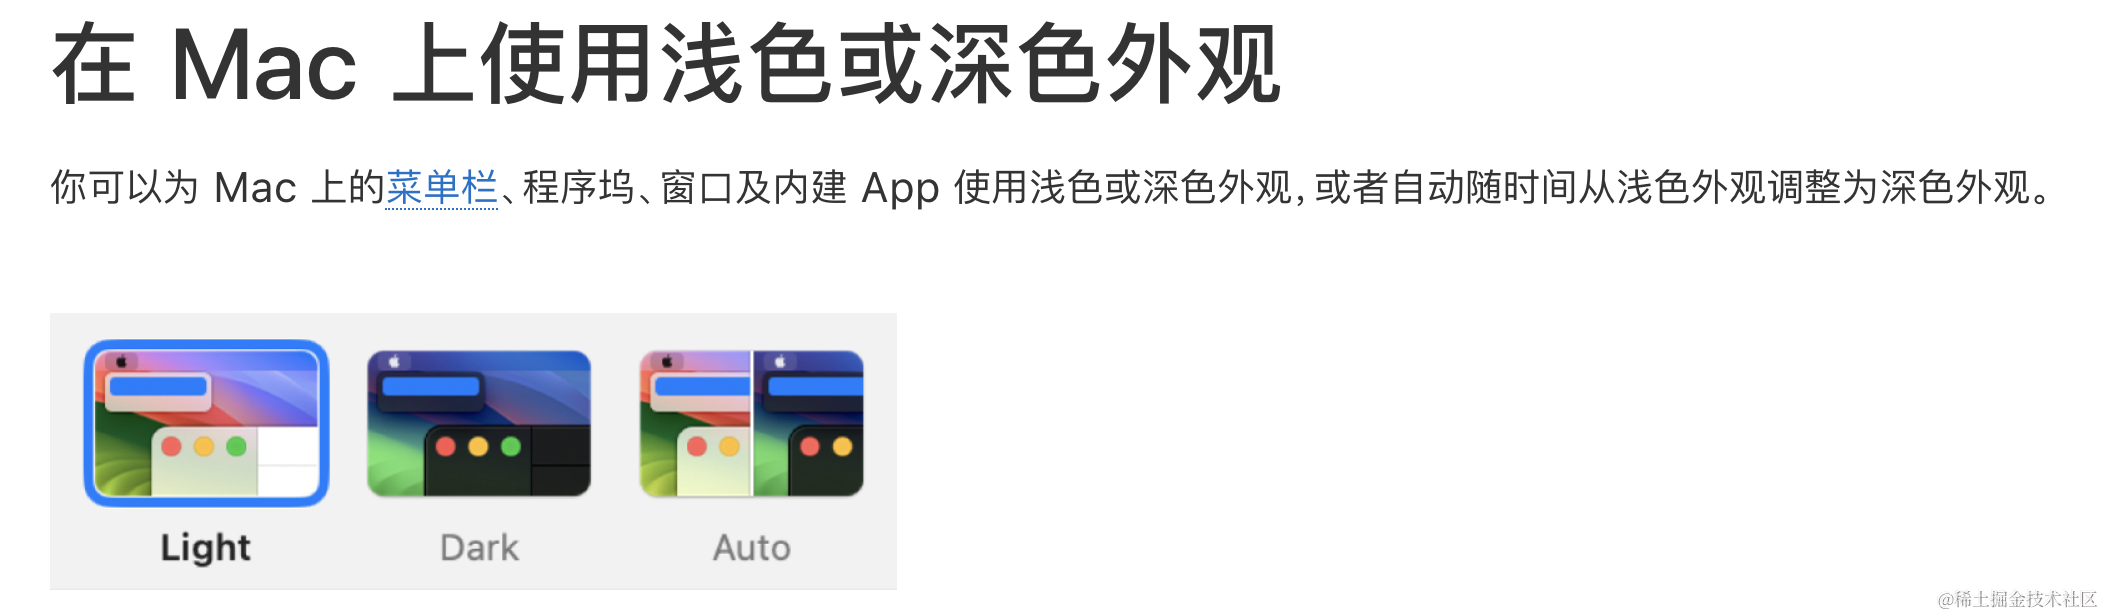 在 Mac 上使用浅色或深色外观
你可以为 Mac 上的菜单栏、程序坞、窗口及内建 App 使用浅色或深色外观，或者自动随时间从浅色外观调整为深色外观。
Light
Dark
Auto
@稀土掘金技术社区